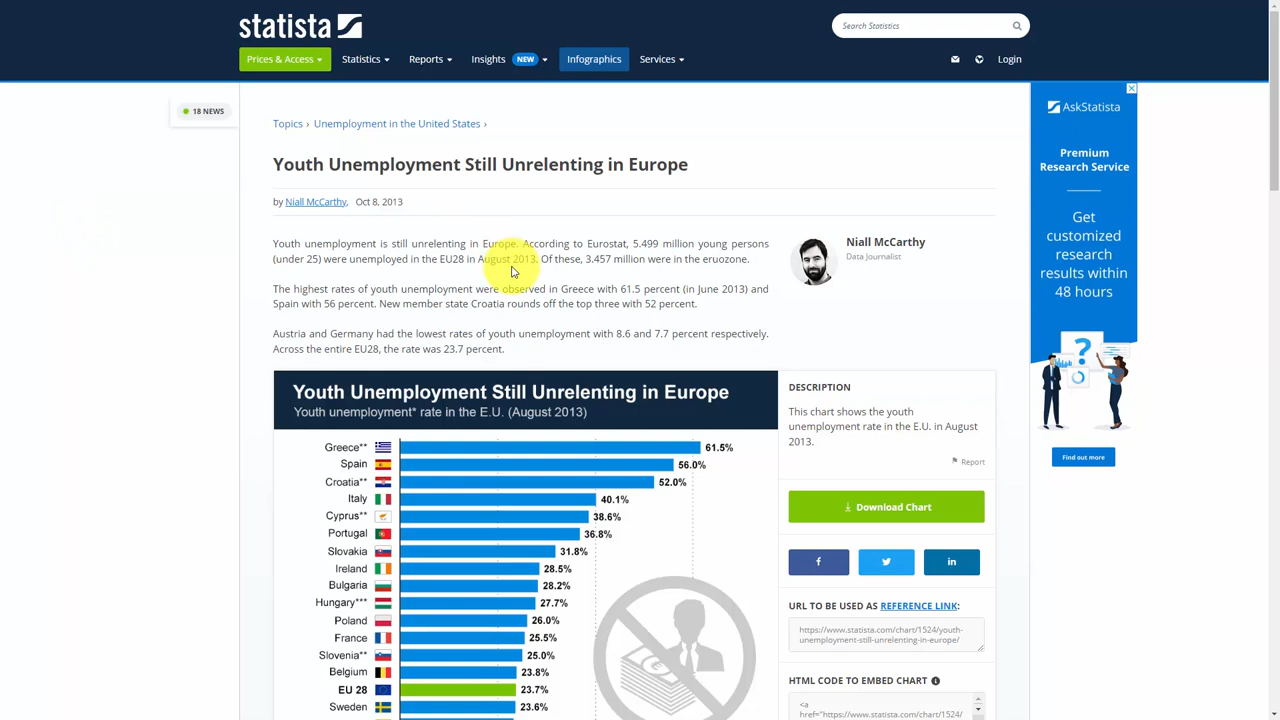 statista
Search Statistics
Prices & Access
Statistics
Reports
Insights NEW
Infographics
Services
Login
18 NEWS
Topics › Unemployment in the United States ›
Youth Unemployment Still Unrelenting in Europe
by Niall McCarthy, Oct 8, 2013
Youth unemployment is still unrelenting in Europe. According to Eurostat, 5.499 million young persons
(under 25) were unemployed in the EU28 in August 2013. Of these, 3.457 million were in the eruozone.
The highest rates of youth unemployment were observed in Greece with 61.5 percent (in June 2013) and
Spain with 56 percent. New member state Croatia rounds off the top three with 52 percent.
Austria and Germany had the lowest rates of youth unemployment with 8.6 and 7.7 percent respectively.
Across the entire EU28, the rate was 23.7 percent.
Niall McCarthy
Data Journalist
AskStatista
Premium
Research Service
Get
customized
research
results within
48 hours
?
Find out more
Youth Unemployment Still Unrelenting in Europe
Youth unemployment* rate in the E.U. (August 2013)
Greece** 61.5%
Spain 56.0%
Croatia** 52.0%
Italy 40.1%
Cyprus** 38.6%
Portugal 36.8%
Slovakia 31.8%
Ireland 28.5%
Bulgaria 28.2%
Hungary*** 27.7%
Poland 26.0%
France 25.5%
Slovenia** 25.0%
Belgium 23.8%
EU 28 23.7%
Sweden 23.6%
DESCRIPTION
This chart shows the youth
unemployment rate in the E.U. in August
2013.
Report
Download Chart
f
in
URL TO BE USED AS REFERENCE LINK:
https://www.statista.com/chart/1524/youth-
unemployment-still-unrelenting-in-europe/
HTML CODE TO EMBED CHART
<a
href="https://www.statista.com/chart/1524/